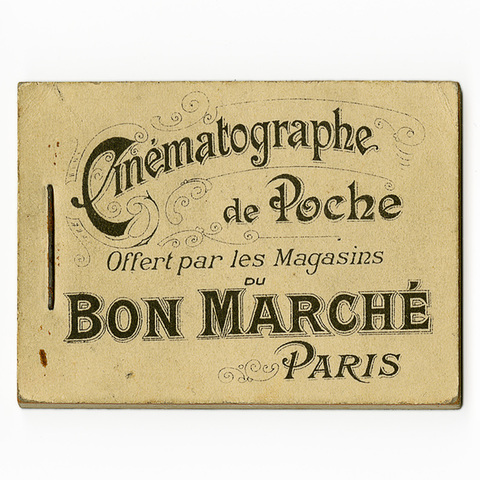 Cinématographe
de Poche
Offert par les Magasins
DU
BON MARCHÉ
PARIS